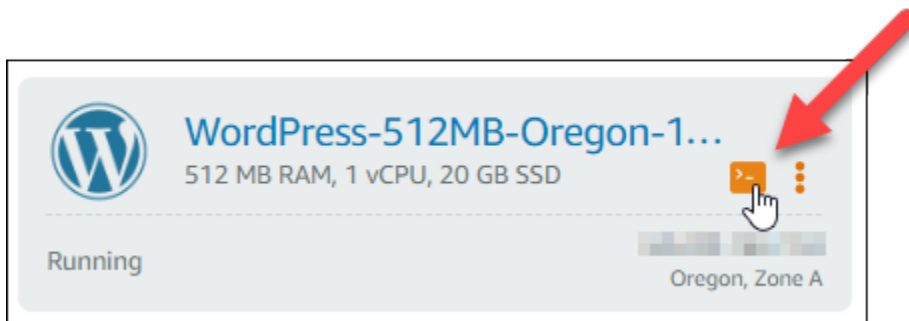 WordPress-512MB-Oregon-1...
512 MB RAM, 1 vCPU, 20 GB SSD
Running
Oregon, Zone A